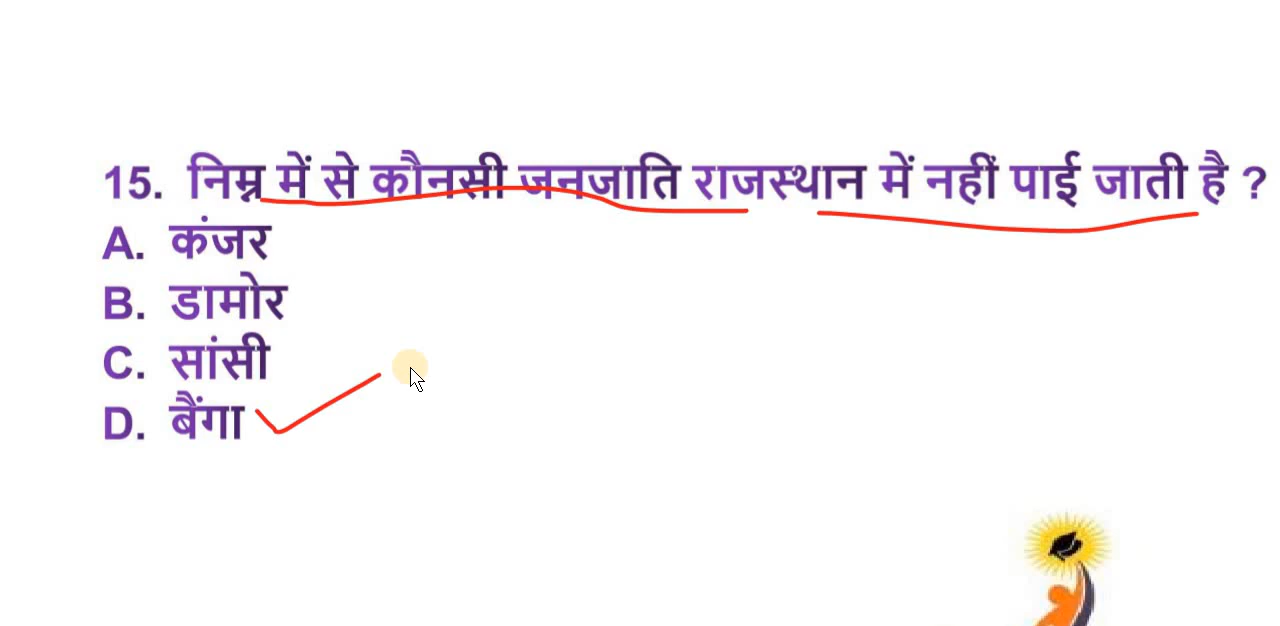 15. निम्न में से कौनसी जनजाति राजस्थान में नहीं पाई जाती है ?
A. कंजर
B. डामोर
C. सांसी
D. बैंगा